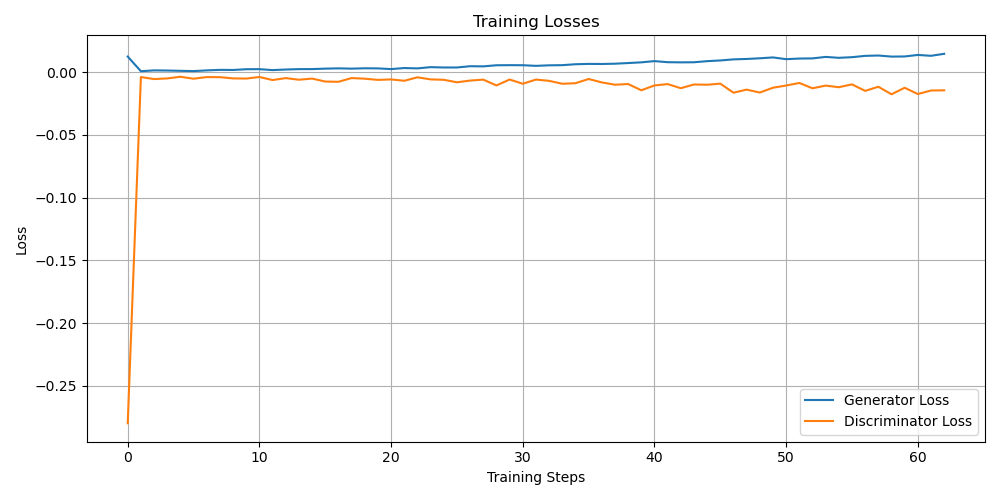 Training Losses
0.00
−0.05
−0.10
−0.15
−0.20
−0.25
Loss
0
10
20
30
40
50
60
Training Steps
Generator Loss
Discriminator Loss